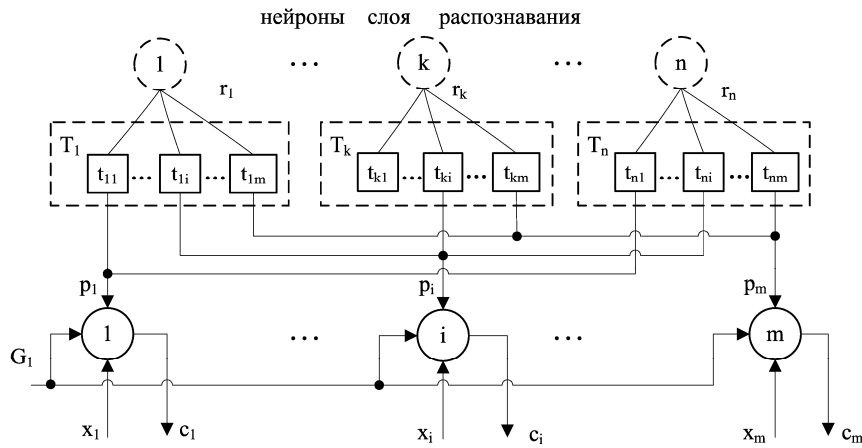 нейроны слоя распознавания
1 ... k ... n
r₁ rₖ rₙ
T₁ Tₖ Tₙ
t₁₁ ... t₁ᵢ ... t₁ₘ tₖ₁ ... tₖᵢ ... tₖₘ tₙ₁ ... tₙᵢ ... tₙₘ
p₁ pᵢ pₘ
1 ... i ... m
G₁
x₁ c₁ xᵢ cᵢ xₘ cₘ